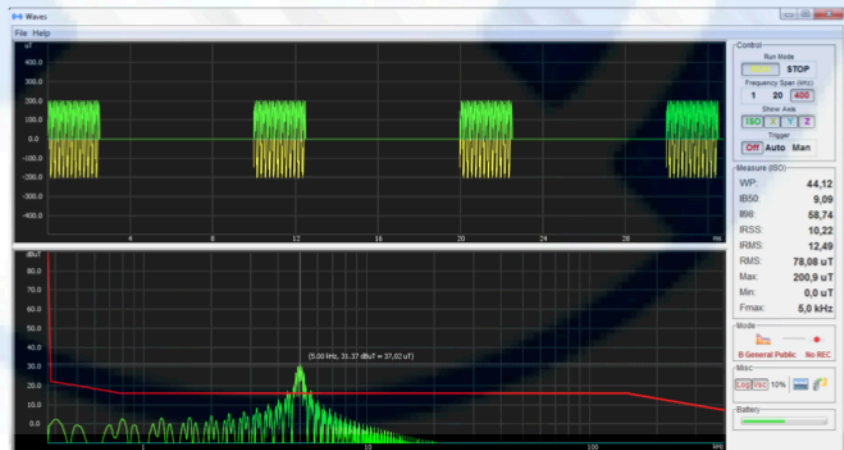 Waves
File Help
uT
400.0
300.0
200.0
100.0
0.0
-100.0
-200.0
-300.0
-400.0
4 8 12 16 20 24 28 ms
dBuT
80.0
70.0
60.0
50.0
40.0
30.0
20.0
10.0
0.0
(5.00 kHz, 31.37 dBuT = 37,02 uT)
1 10 100 kHz
Control
Run Mode
STOP
Frequency Span (kHz)
1 20 400
Show Axis
ISO X Y Z
Trigger
Off Auto Man
Measure (ISO)
WP: 44,12
IB50: 9,09
II98: 58,74
IRSS: 10,22
IRMS: 12,49
RMS: 78,08 uT
Max: 200,9 uT
Min: 0,0 uT
Fmax: 5,0 kHz
Mode
B General Public No REC
Misc
Log Vsc 10%
Battery